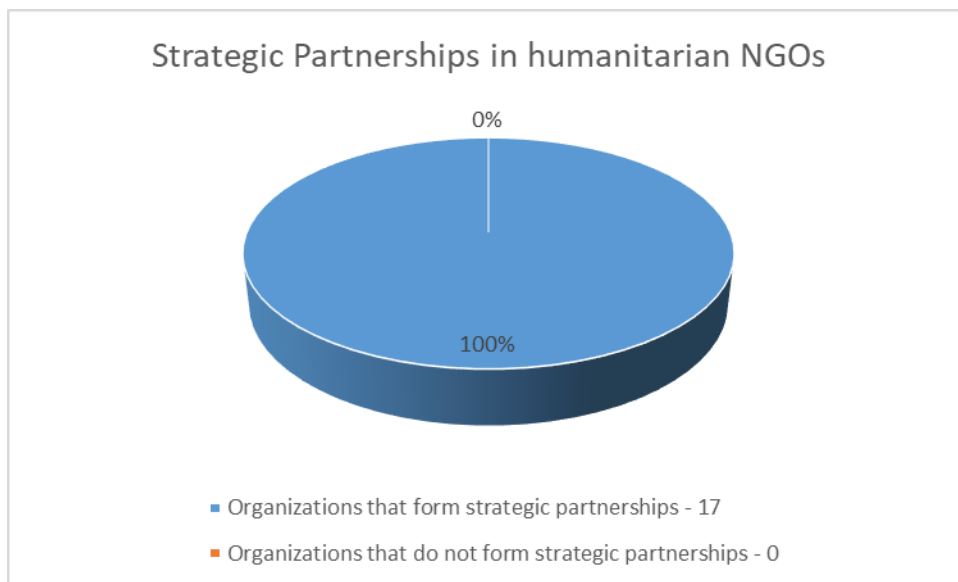 Strategic Partnerships in humanitarian NGOs
0%
100%
Organizations that form strategic partnerships - 17
Organizations that do not form strategic partnerships - 0